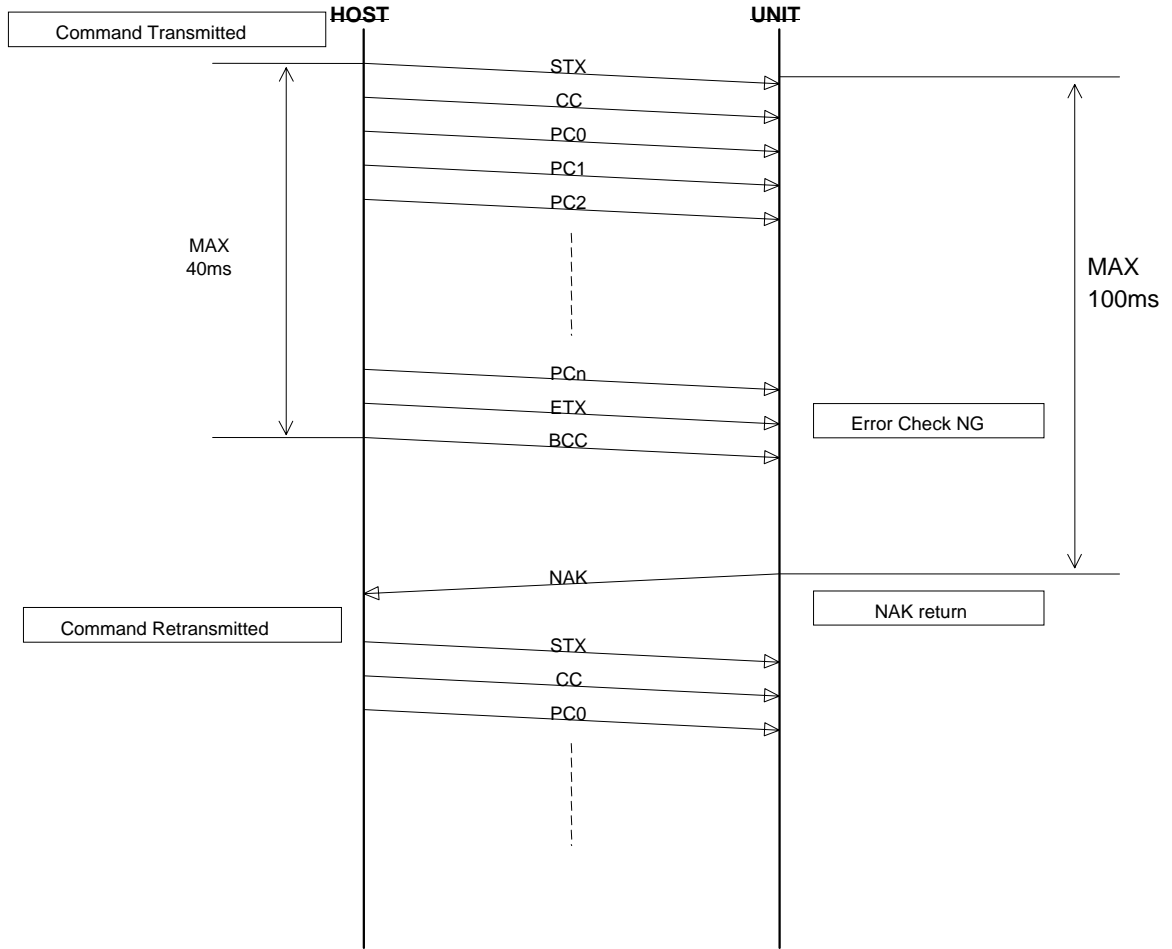 HOST
UNIT
Command Transmitted
STX
CC
PC0
PC1
PC2
MAX
40ms
MAX
100ms
PCn
ETX
Error Check NG
BCC
NAK
NAK return
Command Retransmitted
STX
CC
PC0